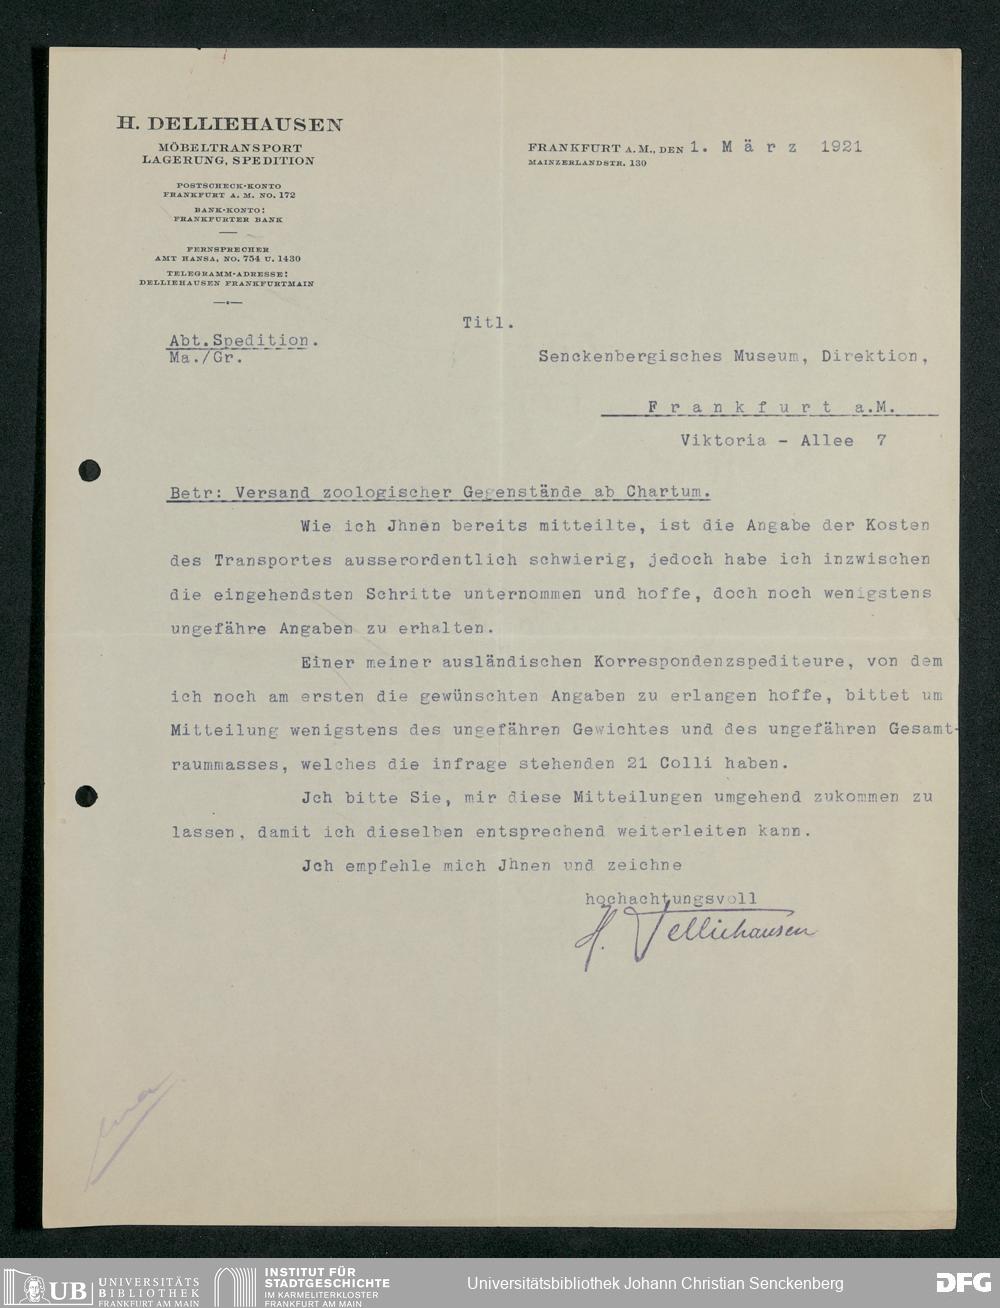 H. DELLIEHAUSEN
MÖBELTRANSPORT
LAGERUNG, SPEDITION
POSTSCHECK-KONTO
FRANKFURT A. M. NO. 172
BANK-KONTO:
FRANKFURTER BANK
FERNSPRECHER
AMT HANSA, NO. 754 U. 1430
TELEGRAMM-ADRESSE:
DELLIEHAUSEN FRANKFURTMAIN
FRANKFURT A. M., DEN 1. März 1921
MAINZERLANDSTR. 130
Abt.Spedition.
Ma./Gr.
Titl.
Senckenbergisches Museum, Direktion,
Frankfurt a.M.
Viktoria - Allee 7
Betr: Versand zoologischer Gegenstände ab Chartum.
Wie ich Jhnen bereits mitteilte, ist die Angabe der Kosten
des Transportes ausserordentlich schwierig, jedoch habe ich inzwischen
die eingehendsten Schritte unternommen und hoffe, doch noch wenigstens
ungefähre Angaben zu erhalten.
Einer meiner ausländischen Korrespondenzspediteure, von dem
ich noch am ersten die gewünschten Angaben zu erlangen hoffe, bittet um
Mitteilung wenigstens des ungefähren Gewichtes und des ungefähren Gesamt-
raummasses, welches die infrage stehenden 21 Colli haben.
Jch bitte Sie, mir diese Mitteilungen umgehend zukommen zu
lassen, damit ich dieselben entsprechend weiterleiten kann.
Jch empfehle mich Jhnen und zeichne
hochachtungsvoll
H. Delliehausen
UB UNIVERSITÄTS
BIBLIOTHEK
FRANKFURT AM MAIN
INSTITUT FÜR
STADTGESCHICHTE
IM KARMELITERKLOSTER
FRANKFURT AM MAIN
Universitätsbibliothek Johann Christian Senckenberg
DFG